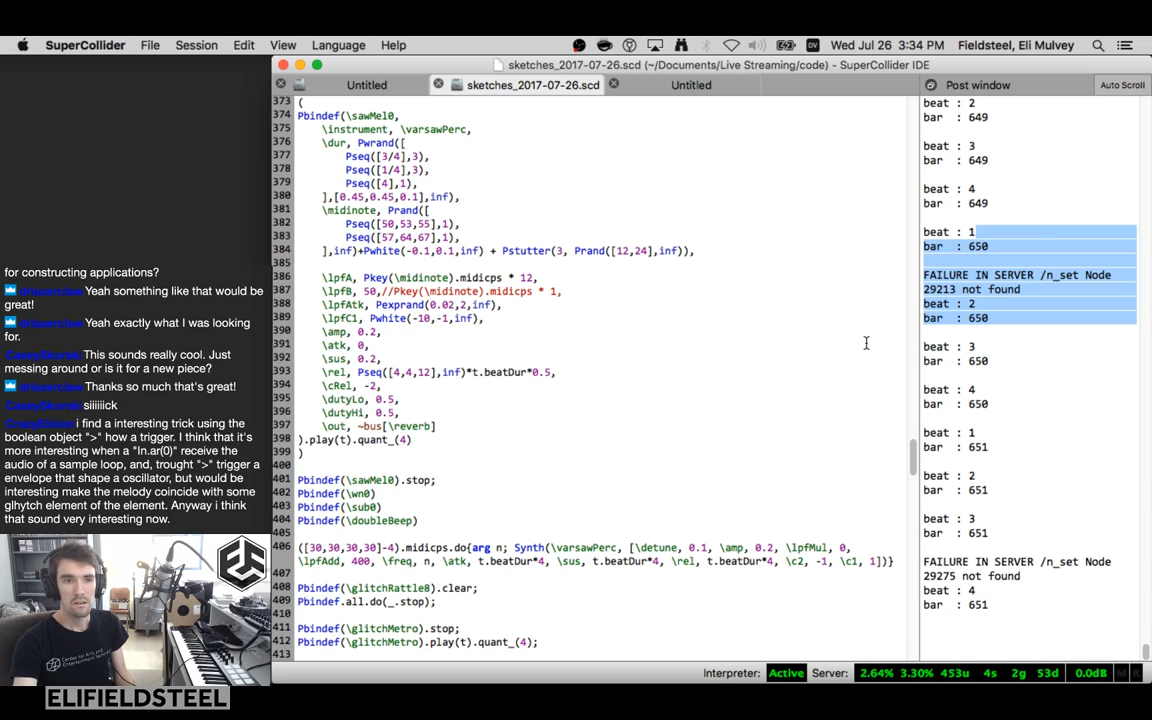 SuperCollider File Session Edit View Language Help
Wed Jul 26 3:34 PM Fieldsteel, Eli Mulvey
sketches_2017-07-26.scd (~/Documents/Live Streaming/code) - SuperCollider IDE
Untitled
sketches_2017-07-26.scd
Untitled
Post window
Auto Scroll
373 (
374 Pbindef(\sawMel0,
375 \instrument, \varsawPerc,
376 \dur, Pwrand([
377 Pseq([3/4],3),
378 Pseq([1/4],3),
379 Pseq([4],1),
380 ],[0.45,0.45,0.1],inf),
381 \midinote, Prand([
382 Pseq([50,53,55],1),
383 Pseq([57,64,67],1),
384 ],inf)+Pwhite(-0.1,0.1,inf) + Pstutter(3, Prand([12,24],inf)),
385
386 \lpfA, Pkey(\midinote).midicps * 12,
387 \lpfB, 50,//Pkey(\midinote).midicps * 1,
388 \lpfAtk, Pexprand(0.02,2,inf),
389 \lpfC1, Pwhite(-10,-1,inf),
390 \amp, 0.2,
391 \atk, 0,
392 \sus, 0.2,
393 \rel, Pseq([4,4,12],inf)*t.beatDur*0.5,
394 \cRel, -2,
395 \dutyLo, 0.5,
396 \dutyHi, 0.5,
397 \out, ~bus[\reverb]
398 ).play(t).quant_(4)
399 )
400
401 Pbindef(\sawMel0).stop;
402 Pbindef(\wn0)
403 Pbindef(\sub0)
404 Pbindef(\doubleBeep)
405
406 ([30,30,30,30]-4).midicps.do{arg n; Synth(\varsawPerc, [\detune, 0.1, \amp, 0.2, \lpfMul, 0,
\lpfAdd, 400, \freq, n, \atk, t.beatDur*4, \sus, t.beatDur*4, \rel, t.beatDur*4, \c2, -1, \c1, 1])}
407
408 Pbindef(\glitchRattle8).clear;
409 Pbindef.all.do(_.stop);
410
411 Pbindef(\glitchMetro).stop;
412 Pbindef(\glitchMetro).play(t).quant_(4);
413
beat : 2
bar : 649
beat : 3
bar : 649
beat : 4
bar : 649
beat : 1
bar : 650
FAILURE IN SERVER /n_set Node
29213 not found
beat : 2
bar : 650
beat : 3
bar : 650
beat : 4
bar : 650
beat : 1
bar : 651
beat : 2
bar : 651
beat : 3
bar : 651
FAILURE IN SERVER /n_set Node
29275 not found
beat : 4
bar : 651
for constructing applications?
Yeah something like that would be
great!
Yeah exactly what I was looking
for.
This sounds really cool. Just
messing around or is it for a new piece?
Thanks so much that's great!
siiiiiick
i find a interesting trick using the
boolean object ">" how a trigger. I think that it's
more interesting when a "In.ar(0)" receive the
audio of a sample loop, and, trought ">" trigger a
envelope that shape a oscillator, but would be
interesting make the melody coincide with some
glhytch element of the element. Anyway i think
that sound very interesting now.
ELIFIELDSTEEL
Interpreter: Active Server: 2.64% 3.30% 453u 4s 2g 53d 0.0dB M R